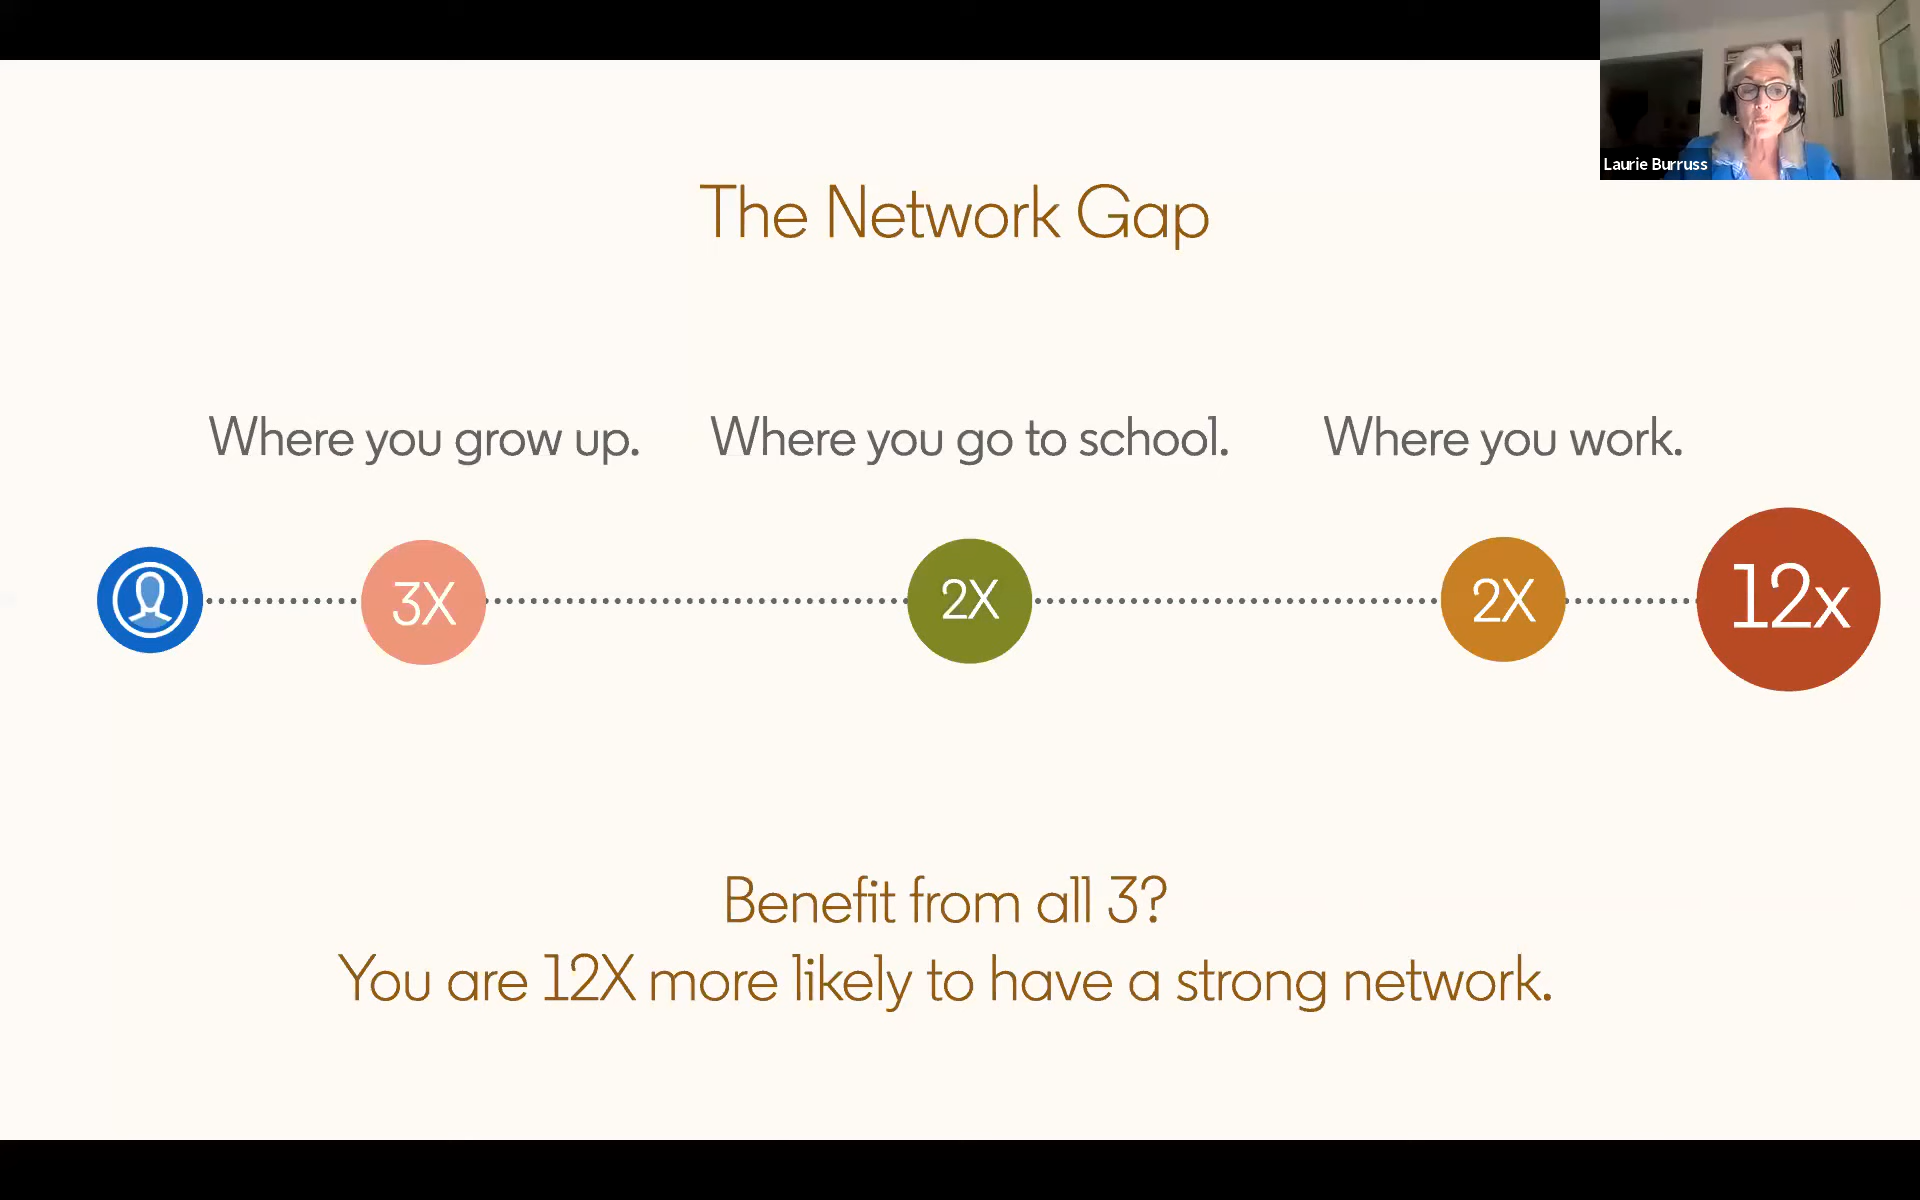 Laurie Burruss
The Network Gap
Where you grow up. Where you go to school. Where you work.
3X 2X 2X 12x
Benefit from all 3?
You are 12X more likely to have a strong network.